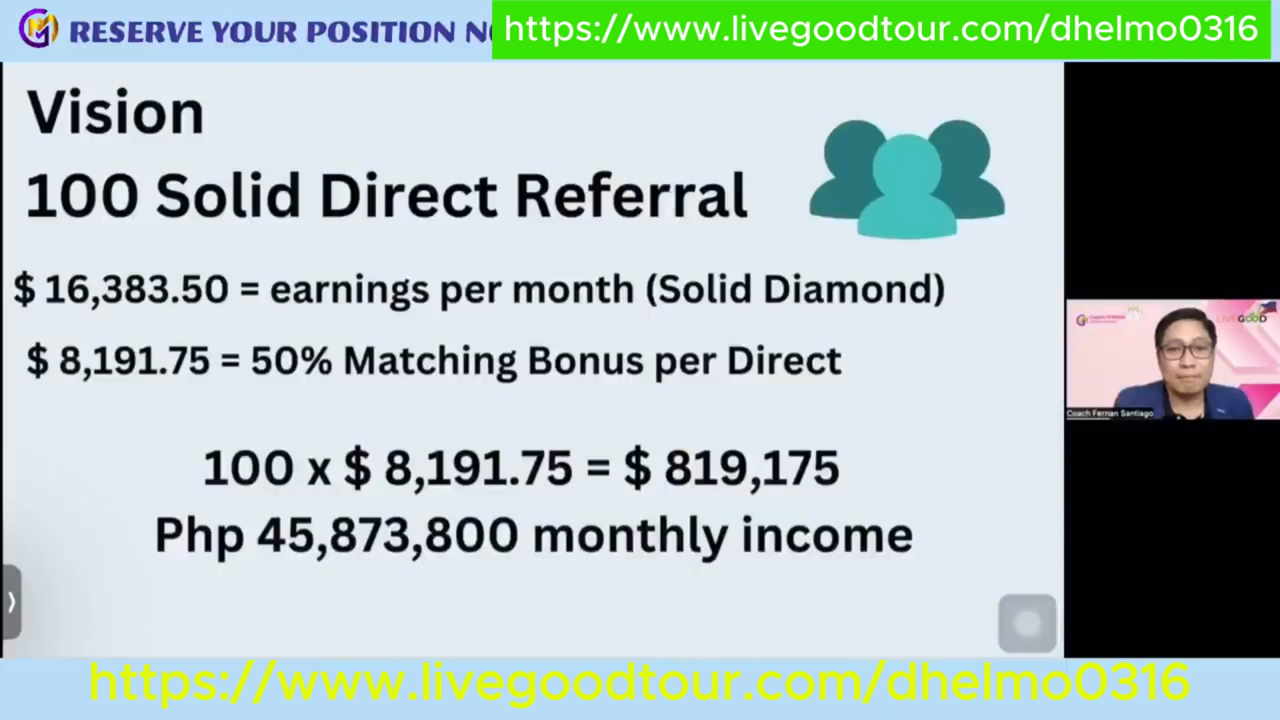 RESERVE YOUR POSITION
https://www.livegoodtour.com/dhelmo0316
Vision
100 Solid Direct Referral
$ 16,383.50 = earnings per month (Solid Diamond)
$ 8,191.75 = 50% Matching Bonus per Direct
100 x $ 8,191.75 = $ 819,175
Php 45,873,800 monthly income
LIVEGOOD
Coach Fernan Santiago
https://www.livegoodtour.com/dhelmo0316